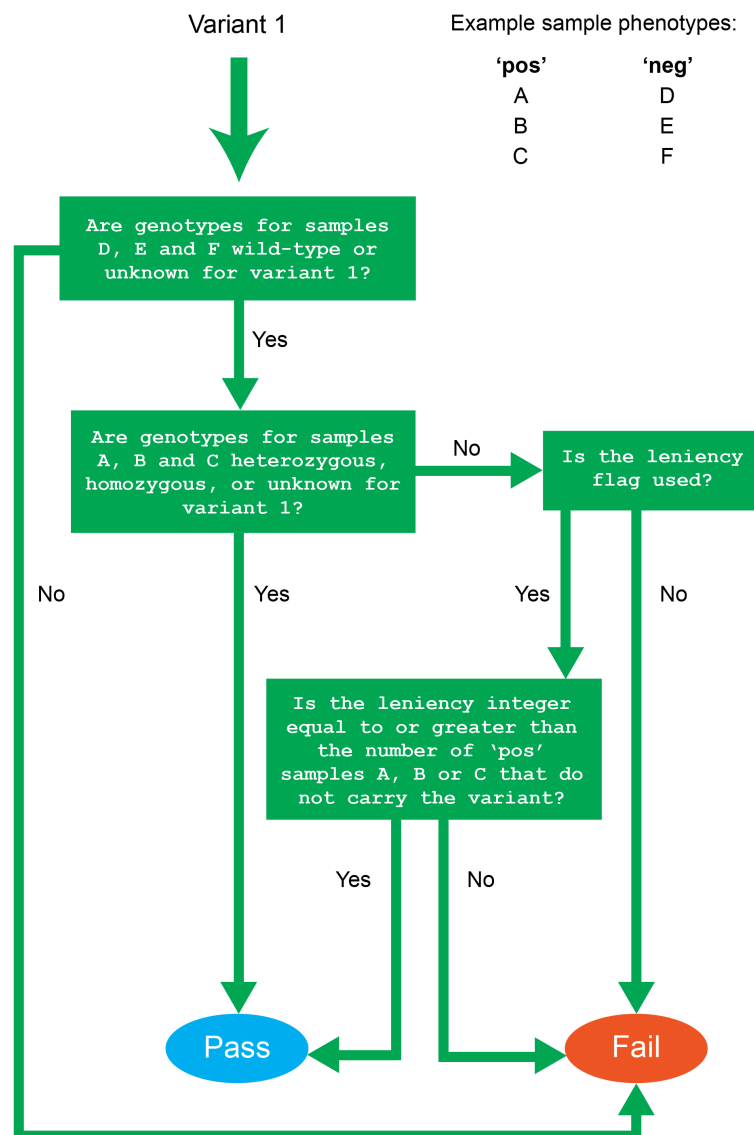 Variant 1
Example sample phenotypes:
‘pos’ ‘neg’
A D
B E
C F
Are genotypes for samples
D, E and F wild-type or
unknown for variant 1?
Yes
Are genotypes for samples
A, B and C heterozygous,
homozygous, or unknown for
variant 1?
No
Is the leniency
flag used?
No
Yes
Yes
No
Is the leniency integer
equal to or greater than
the number of ‘pos’
samples A, B or C that do
not carry the variant?
Yes
No
Pass
Fail